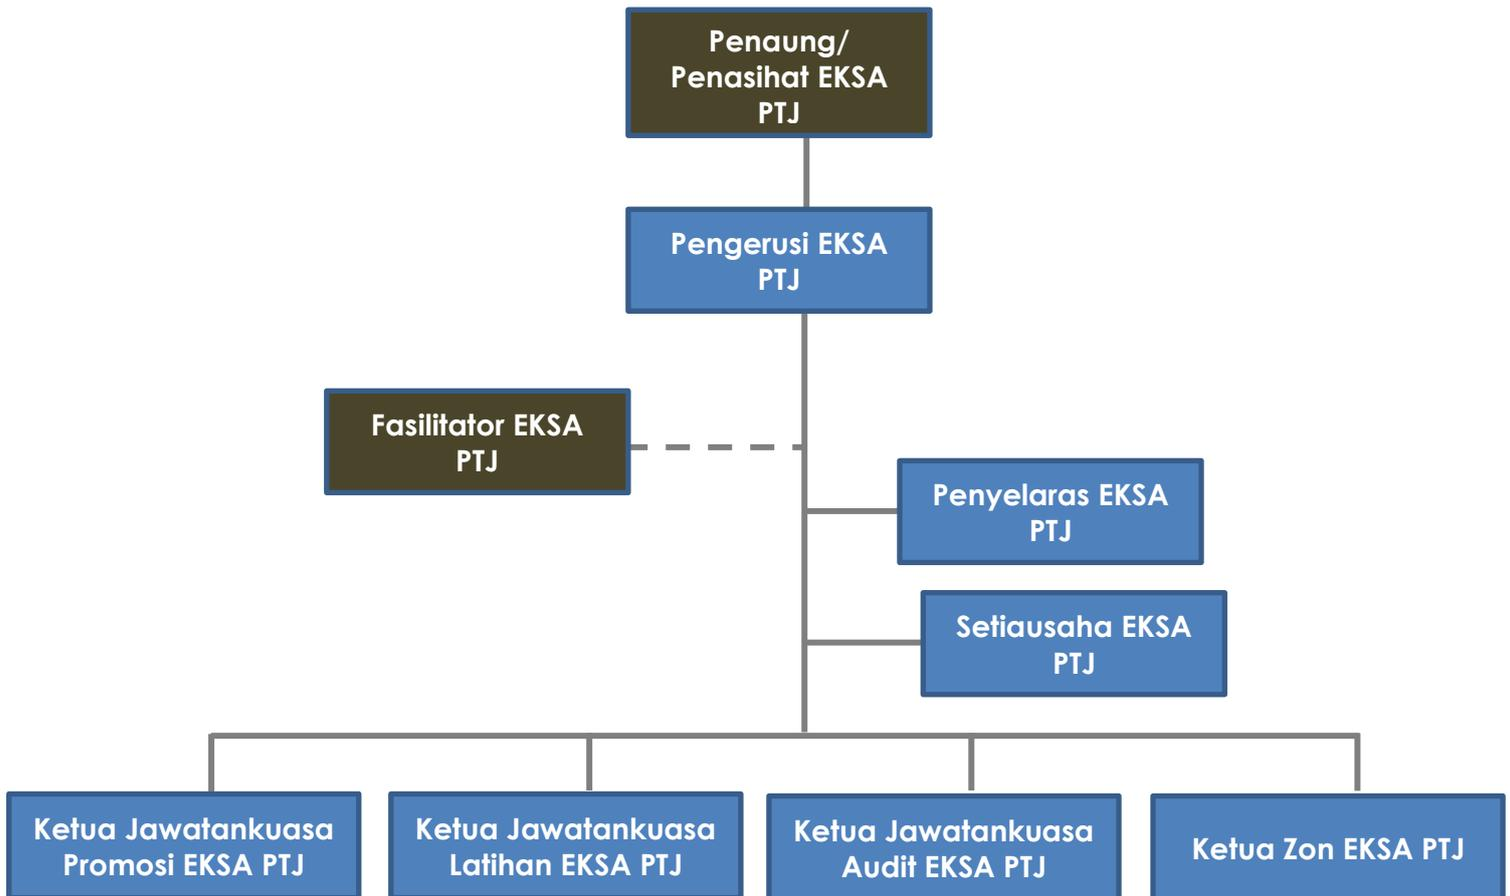 Penaung/
Penasihat EKSA
PTJ
Pengerusi EKSA
PTJ
Fasilitator EKSA
PTJ
Penyelaras EKSA
PTJ
Setiausaha EKSA
PTJ
Ketua Jawatankuasa
Promosi EKSA PTJ
Ketua Jawatankuasa
Latihan EKSA PTJ
Ketua Jawatankuasa
Audit EKSA PTJ
Ketua Zon EKSA PTJ